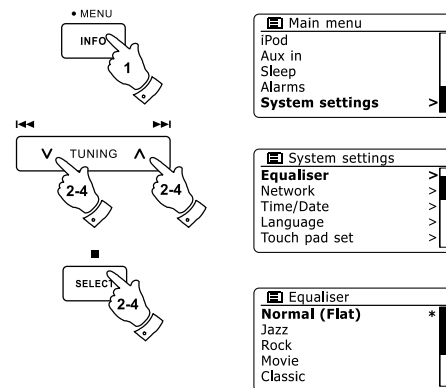 • MENU
INFO
1
TUNING
2-4
2-4
SELECT
2-4
Main menu
iPod
Aux in
Sleep
Alarms
System settings >
System settings
Equaliser >
Network >
Time/Date >
Language >
Touch pad set >
Equaliser
Normal (Flat) *
Jazz
Rock
Movie
Classic